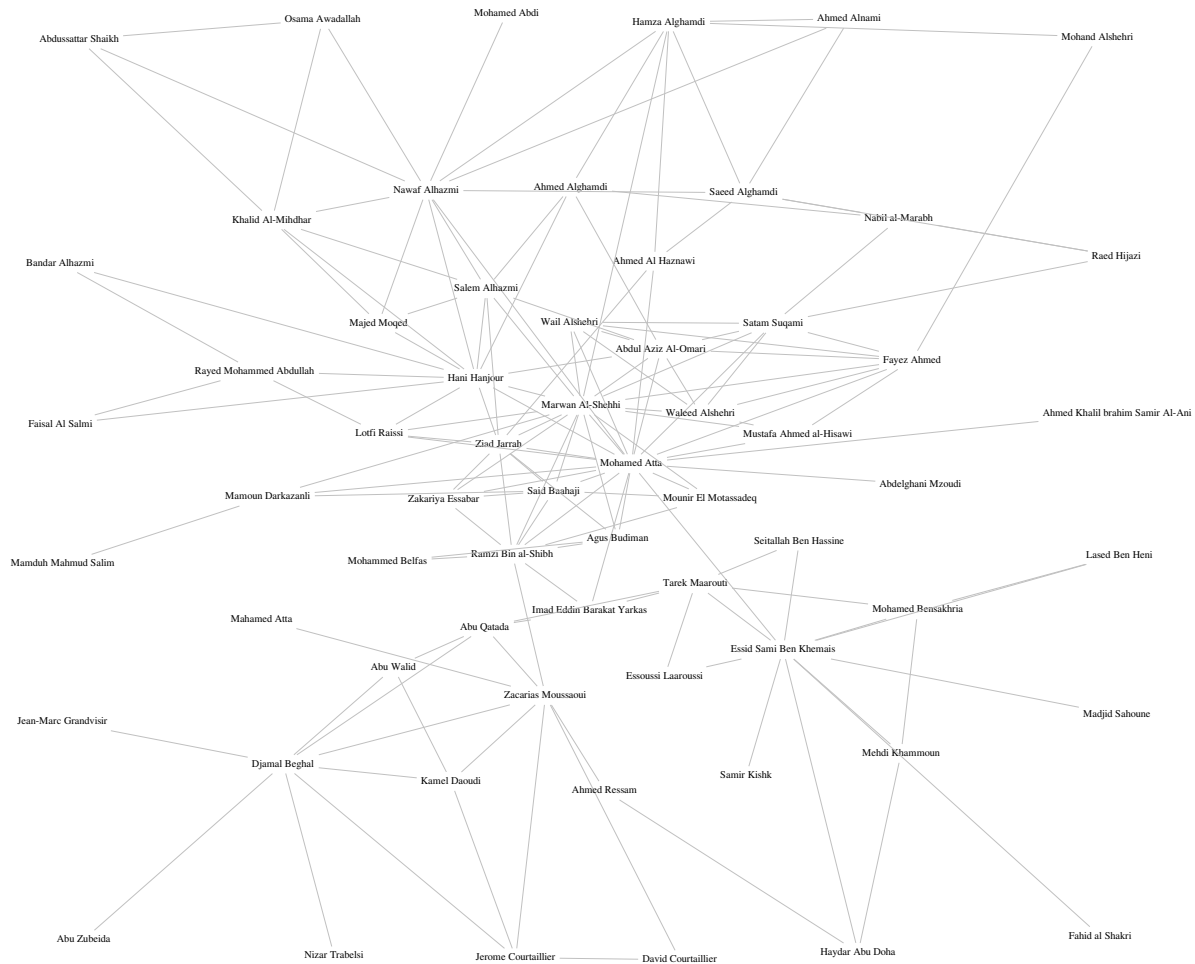 Mohamed Abdi
Osama Awadallah
Ahmed Alnami
Hamza Alghamdi
Mohand Alshehri
Abdussattar Shaikh
Nawaf Alhazmi
Ahmed Alghamdi
Saeed Alghamdi
Khalid Al-Mihdhar
Nabil al-Marabh
Raed Hijazi
Ahmed Al Haznawi
Bandar Alhazmi
Salem Alhazmi
Majed Moqed
Wail Alshehri
Satam Suqami
Abdul Aziz Al-Omari
Fayez Ahmed
Rayed Mohammed Abdullah
Hani Hanjour
Marwan Al-Shehhi
Waleed Alshehri
Ahmed Khalil brahim Samir Al-Ani
Faisal Al Salmi
Lotfi Raissi
Mustafa Ahmed al-Hisawi
Ziad Jarrah
Mohamed Atta
Abdelghani Mzoudi
Said Baahaji
Mamoun Darkazanli
Zakariya Essabar
Mounir El Motassadeq
Agus Budiman
Seitallah Ben Hassine
Ramzi Bin al-Shibh
Lased Ben Heni
Mohammed Belfas
Mamduh Mahmud Salim
Tarek Maarouti
Imad Eddin Barakat Yarkas
Mohamed Bensakhria
Mahamed Atta
Abu Qatada
Essid Sami Ben Khemais
Abu Walid
Essoussi Laaroussi
Zacarias Moussaoui
Madjid Sahoune
Jean-Marc Grandvisir
Mehdi Khammoun
Djamal Beghal
Samir Kishk
Kamel Daoudi
Ahmed Ressam
Fahid al Shakri
Abu Zubeida
Haydar Abu Doha
Nizar Trabelsi
Jerome Courtaillier
David Courtaillier